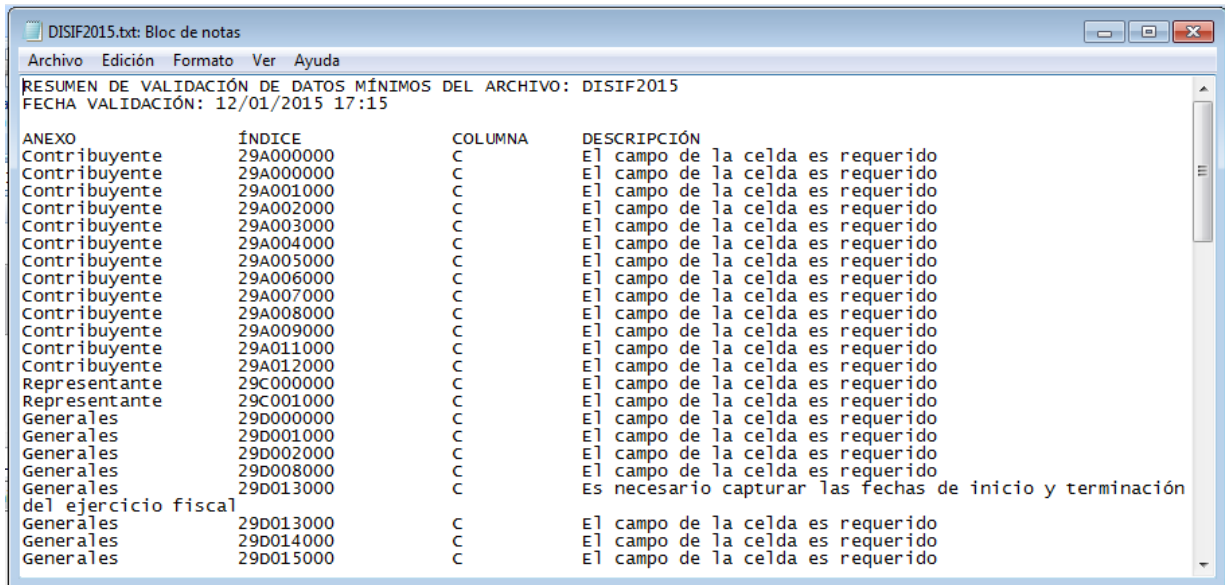 DISIF2015.txt: Bloc de notas
Archivo Edición Formato Ver Ayuda
RESUMEN DE VALIDACIÓN DE DATOS MÍNIMOS DEL ARCHIVO: DISIF2015
FECHA VALIDACIÓN: 12/01/2015 17:15
ANEXO ÍNDICE COLUMNA DESCRIPCIÓN
Contribuyente 29A000000 C El campo de la celda es requerido
Contribuyente 29A000000 C El campo de la celda es requerido
Contribuyente 29A001000 C El campo de la celda es requerido
Contribuyente 29A002000 C El campo de la celda es requerido
Contribuyente 29A003000 C El campo de la celda es requerido
Contribuyente 29A004000 C El campo de la celda es requerido
Contribuyente 29A005000 C El campo de la celda es requerido
Contribuyente 29A006000 C El campo de la celda es requerido
Contribuyente 29A007000 C El campo de la celda es requerido
Contribuyente 29A008000 C El campo de la celda es requerido
Contribuyente 29A009000 C El campo de la celda es requerido
Contribuyente 29A011000 C El campo de la celda es requerido
Contribuyente 29A012000 C El campo de la celda es requerido
Representante 29C000000 C El campo de la celda es requerido
Representante 29C001000 C El campo de la celda es requerido
Generales 29D000000 C El campo de la celda es requerido
Generales 29D001000 C El campo de la celda es requerido
Generales 29D002000 C El campo de la celda es requerido
Generales 29D008000 C El campo de la celda es requerido
Generales 29D013000 C Es necesario capturar las fechas de inicio y terminación
del ejercicio fiscal
Generales 29D013000 C El campo de la celda es requerido
Generales 29D014000 C El campo de la celda es requerido
Generales 29D015000 C El campo de la celda es requerido